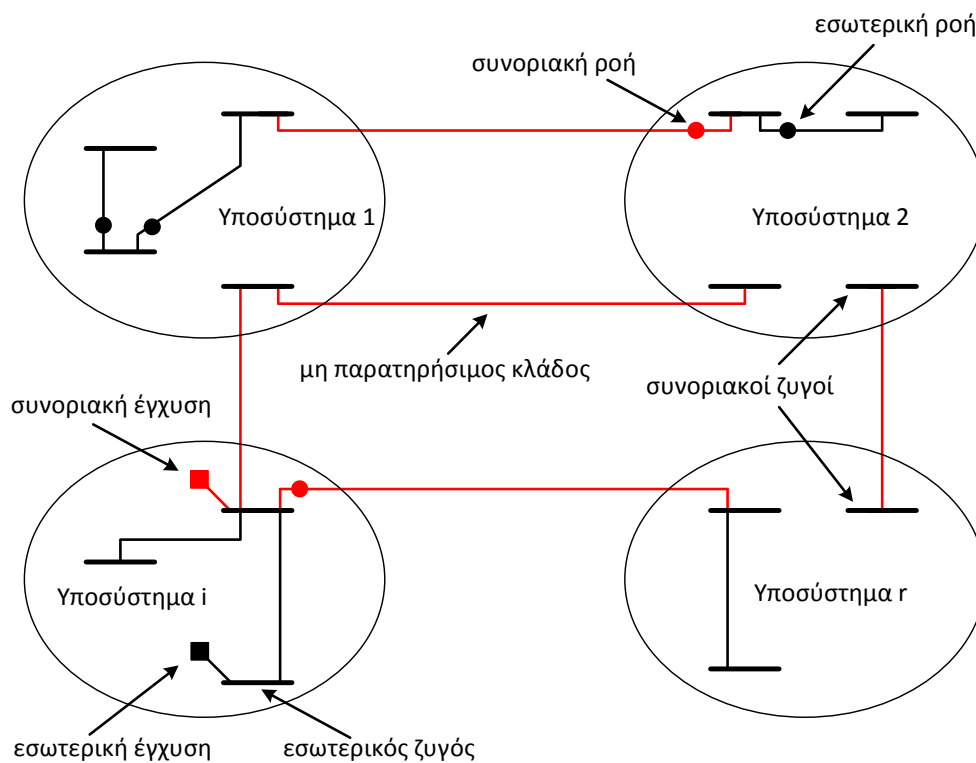 εσωτερική ροή
συνοριακή ροή
Υποσύστημα 1
Υποσύστημα 2
μη παρατηρήσιμος κλάδος
συνοριακοί ζυγοί
συνοριακή έγχυση
Υποσύστημα i
Υποσύστημα r
εσωτερική έγχυση
εσωτερικός ζυγός